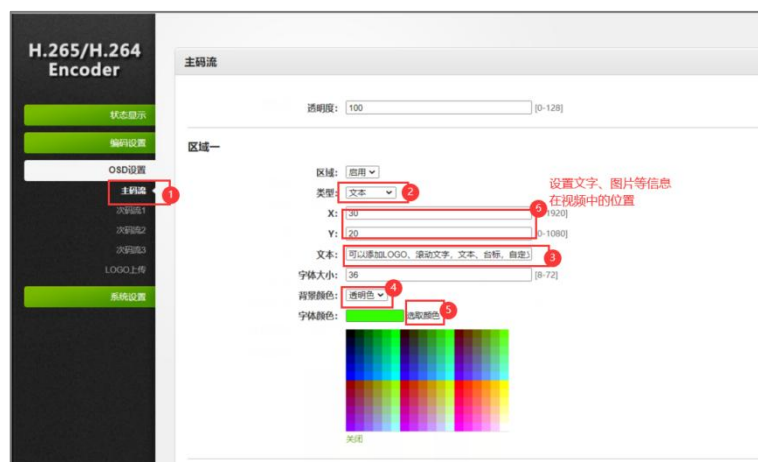 H.265/H.264
Encoder
状态显示
编码设置
OSD设置
主码流
1
次码流1
次码流2
次码流3
LOGO上传
系统设置
主码流
透明度: 100 [0-128]
区域一
区域: 启用
类型: 文本 2
设置文字、图片等信息
在视频中的位置
X: 30 6 -1920]
Y: 20 0-1080]
文本: 可以添加LOGO、滚动文字，文本、台标，自定 3
字体大小: 36 [8-72]
背景颜色: 透明色 4
字体颜色: 选取颜色 5
关闭